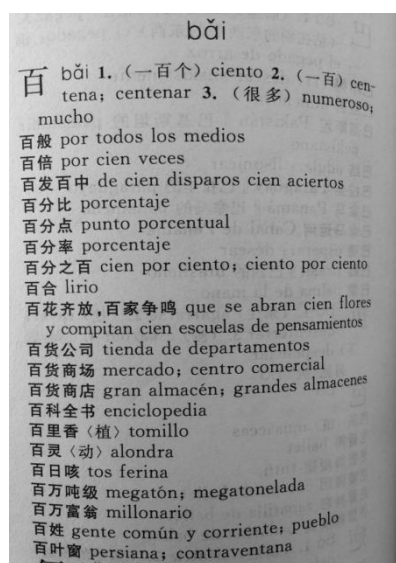 bǎi
百 bǎi 1. (一百个) ciento 2. (一百) cen-
tena; centenar 3. (很多) numeroso;
mucho
百般 por todos los medios
百倍 por cien veces
百发百中 de cien disparos cien aciertos
百分比 porcentaje
百分点 punto porcentual
百分率 porcentaje
百分之百 cien por ciento; ciento por ciento
百合 lirio
百花齐放,百家争鸣 que se abran cien flores
y compitan cien escuelas de pensamientos
百货公司 tienda de departamentos
百货商场 mercado; centro comercial
百货商店 gran almacén; grandes almacenes
百科全书 enciclopedia
百里香〈植〉tomillo
百灵〈动〉alondra
百日咳 tos ferina
百万吨级 megatón; megatonelada
百万富翁 millonario
百姓 gente común y corriente; pueblo
百叶窗 persiana; contraventana